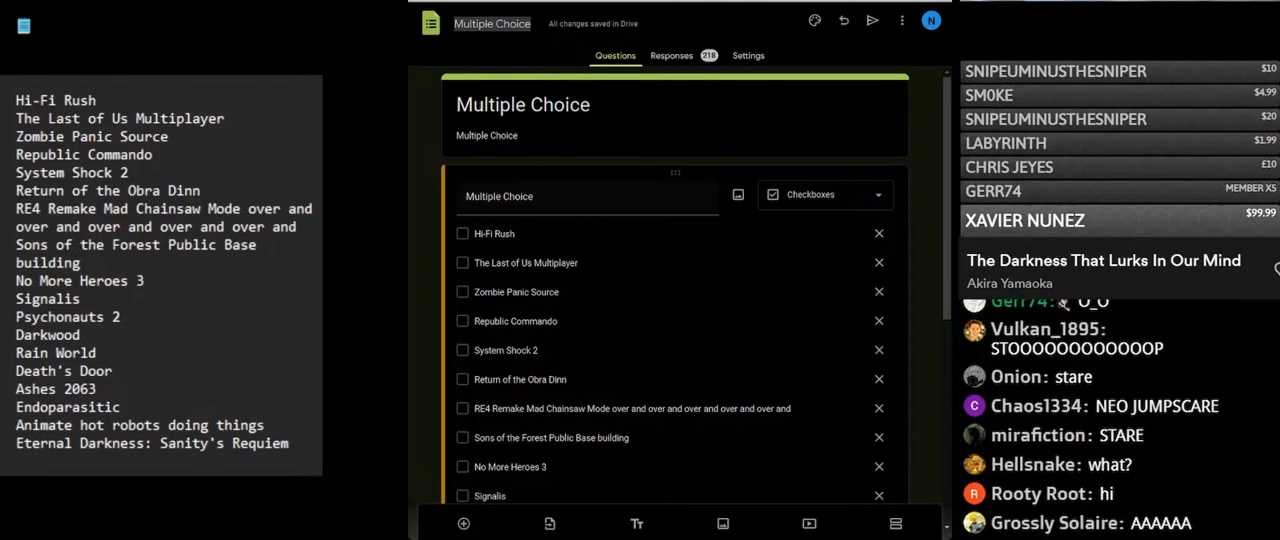 Hi-Fi Rush
The Last of Us Multiplayer
Zombie Panic Source
Republic Commando
System Shock 2
Return of the Obra Dinn
RE4 Remake Mad Chainsaw Mode over and
over and over and over and over and
Sons of the Forest Public Base
building
No More Heroes 3
Signalis
Psychonauts 2
Darkwood
Rain World
Death's Door
Ashes 2063
Endoparasitic
Animate hot robots doing things
Eternal Darkness: Sanity's Requiem
Multiple Choice
All changes saved in Drive
N
Questions
Responses 218
Settings
Multiple Choice
Multiple Choice
Multiple Choice
Checkboxes
Hi-Fi Rush
The Last of Us Multiplayer
Zombie Panic Source
Republic Commando
System Shock 2
Return of the Obra Dinn
RE4 Remake Mad Chainsaw Mode over and over and over and over and over and
Sons of the Forest Public Base building
No More Heroes 3
Signalis
Tт
SNIPEUMINUSTHESNIPER $10
SM0KE $4.99
SNIPEUMINUSTHESNIPER $20
LABYRINTH $1.99
CHRIS JEYES £10
GERR74 MEMBER X5
XAVIER NUNEZ $99.99
The Darkness That Lurks In Our Mind
Akira Yamaoka
Gerr74: O_O
Vulkan_1895:
STOOOOOOOOOOOP
Onion: stare
C Chaos1334: NEO JUMPSCARE
mirafiction: STARE
Hellsnake: what?
R Rooty Root: hi
Grossly Solaire: AAAAAA